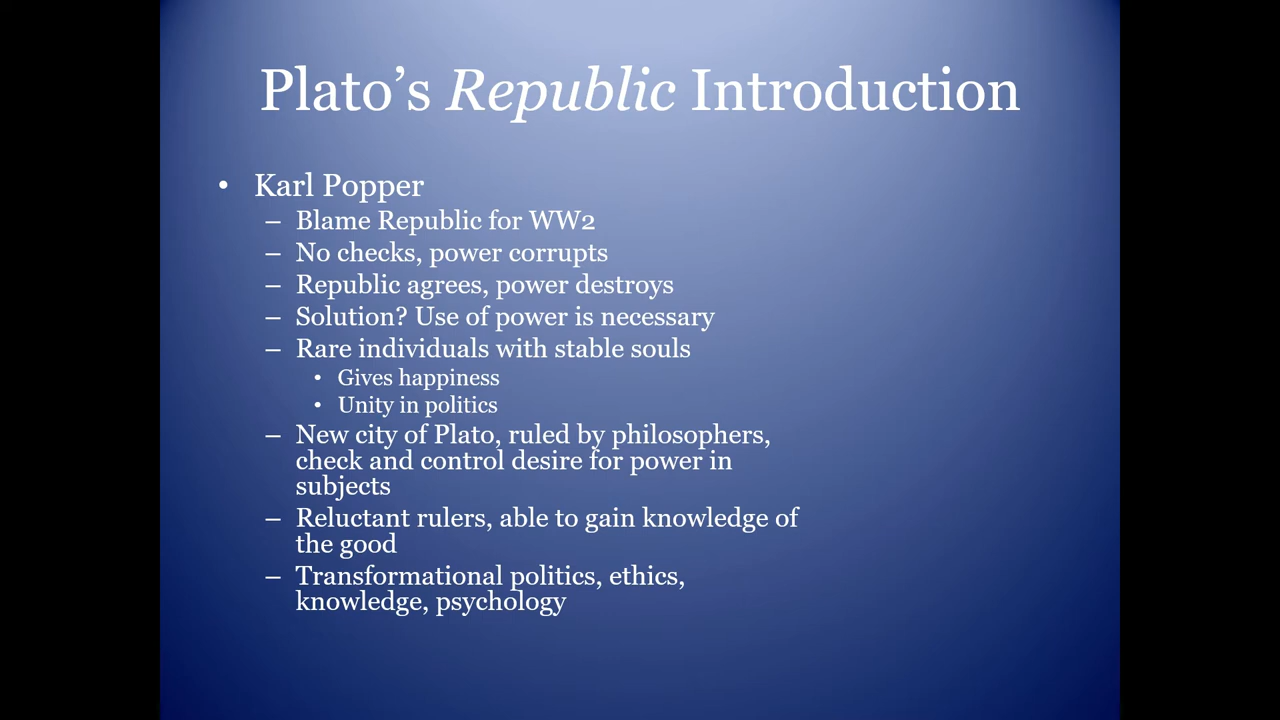 Plato’s Republic Introduction
• Karl Popper
– Blame Republic for WW2
– No checks, power corrupts
– Republic agrees, power destroys
– Solution? Use of power is necessary
– Rare individuals with stable souls
• Gives happiness
• Unity in politics
– New city of Plato, ruled by philosophers,
check and control desire for power in
subjects
– Reluctant rulers, able to gain knowledge of
the good
– Transformational politics, ethics,
knowledge, psychology